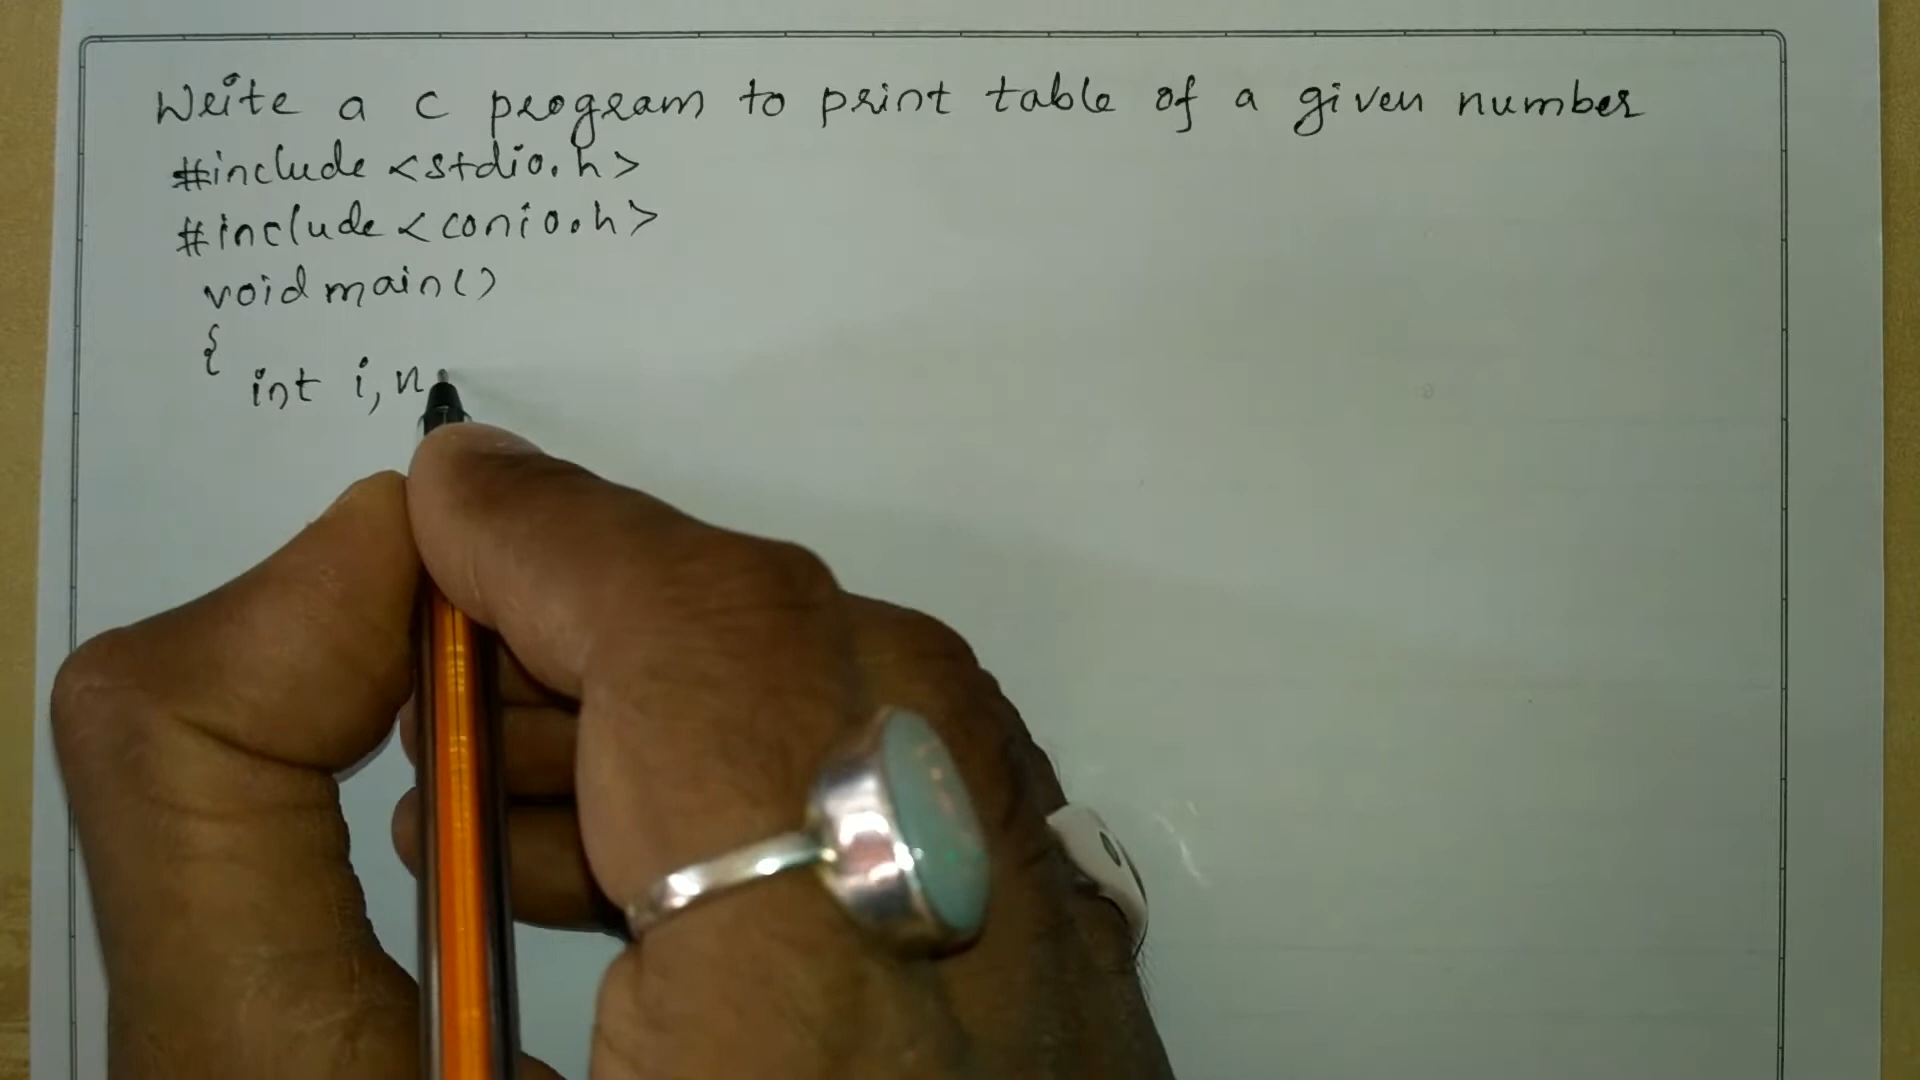 Write a c program to print table of a given number
#include <stdio.h>
#include <conio.h>
void main()
{
int i, n